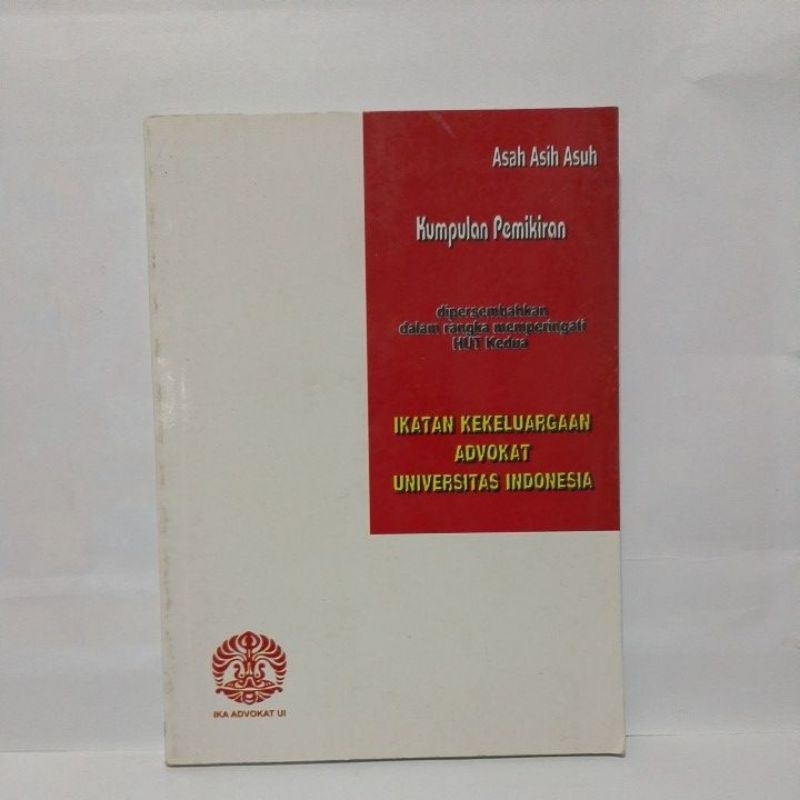 Asah Asih Asuh
Kumpulan Pemikiran
dipersembahkan
dalam rangka memperingati
HUT Kedua
IKATAN KEKELUARGAAN
ADVOKAT
UNIVERSITAS INDONESIA
IKA ADVOKAT UI